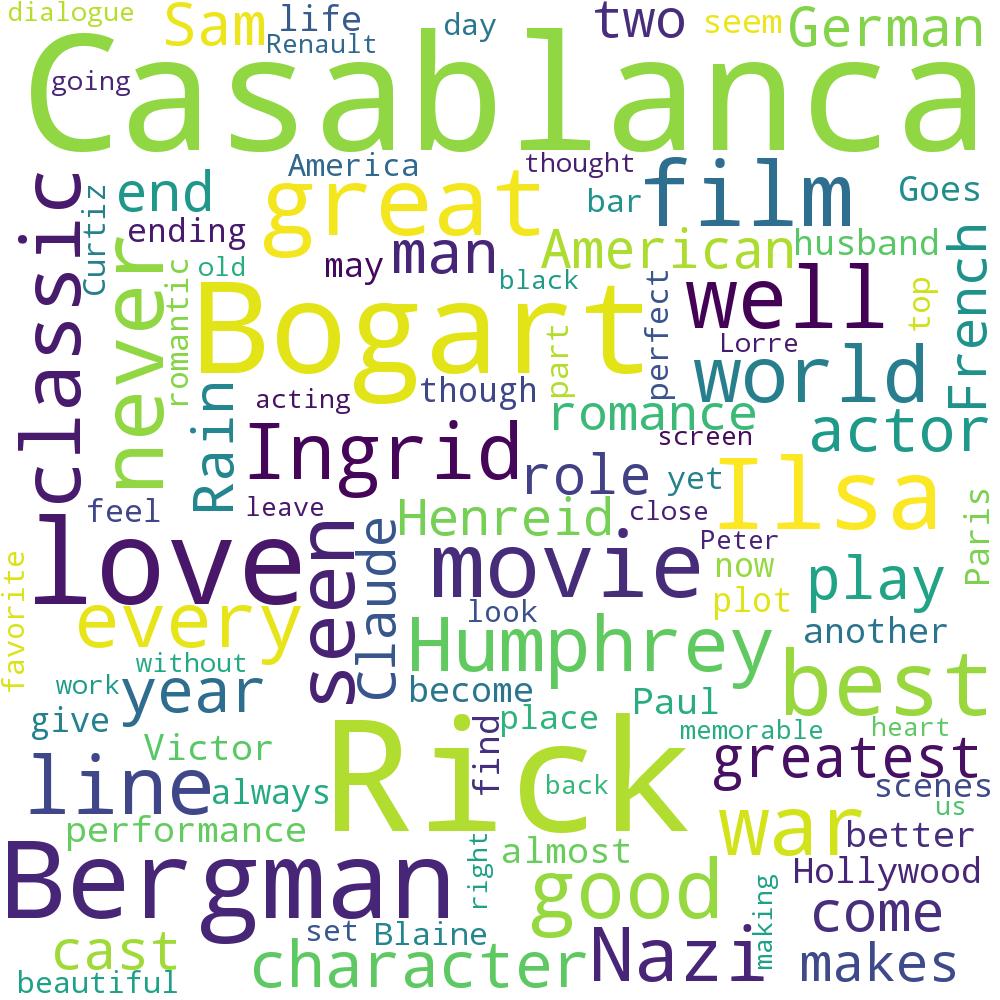 dialogue
Sam
life
Renault
day
two
seem
German
Casablanca
going
America
thought
film
Goes
classic
Curtiz
end
ending
great
bar
husband
American
man
may
never
romantic
old
black
French
Bogart
well
top
perfect
part
Lorre
world
though
Rain
acting
romance
actor
Ingrid
screen
role
yet
Ilsa
feel
leave
Henreid
close
Paris
love
seen
Claude
movie
Peter
now
play
plot
favorite
every
look
Humphrey
another
without
work
year
become
best
give
place
Paul
memorable
heart
Victor
Rick
find
greatest
line
always
back
scenes
us
performance
war
better
Bergman
right
almost
Hollywood
good
making
come
set
Blaine
cast
character
Nazi
makes
beautiful